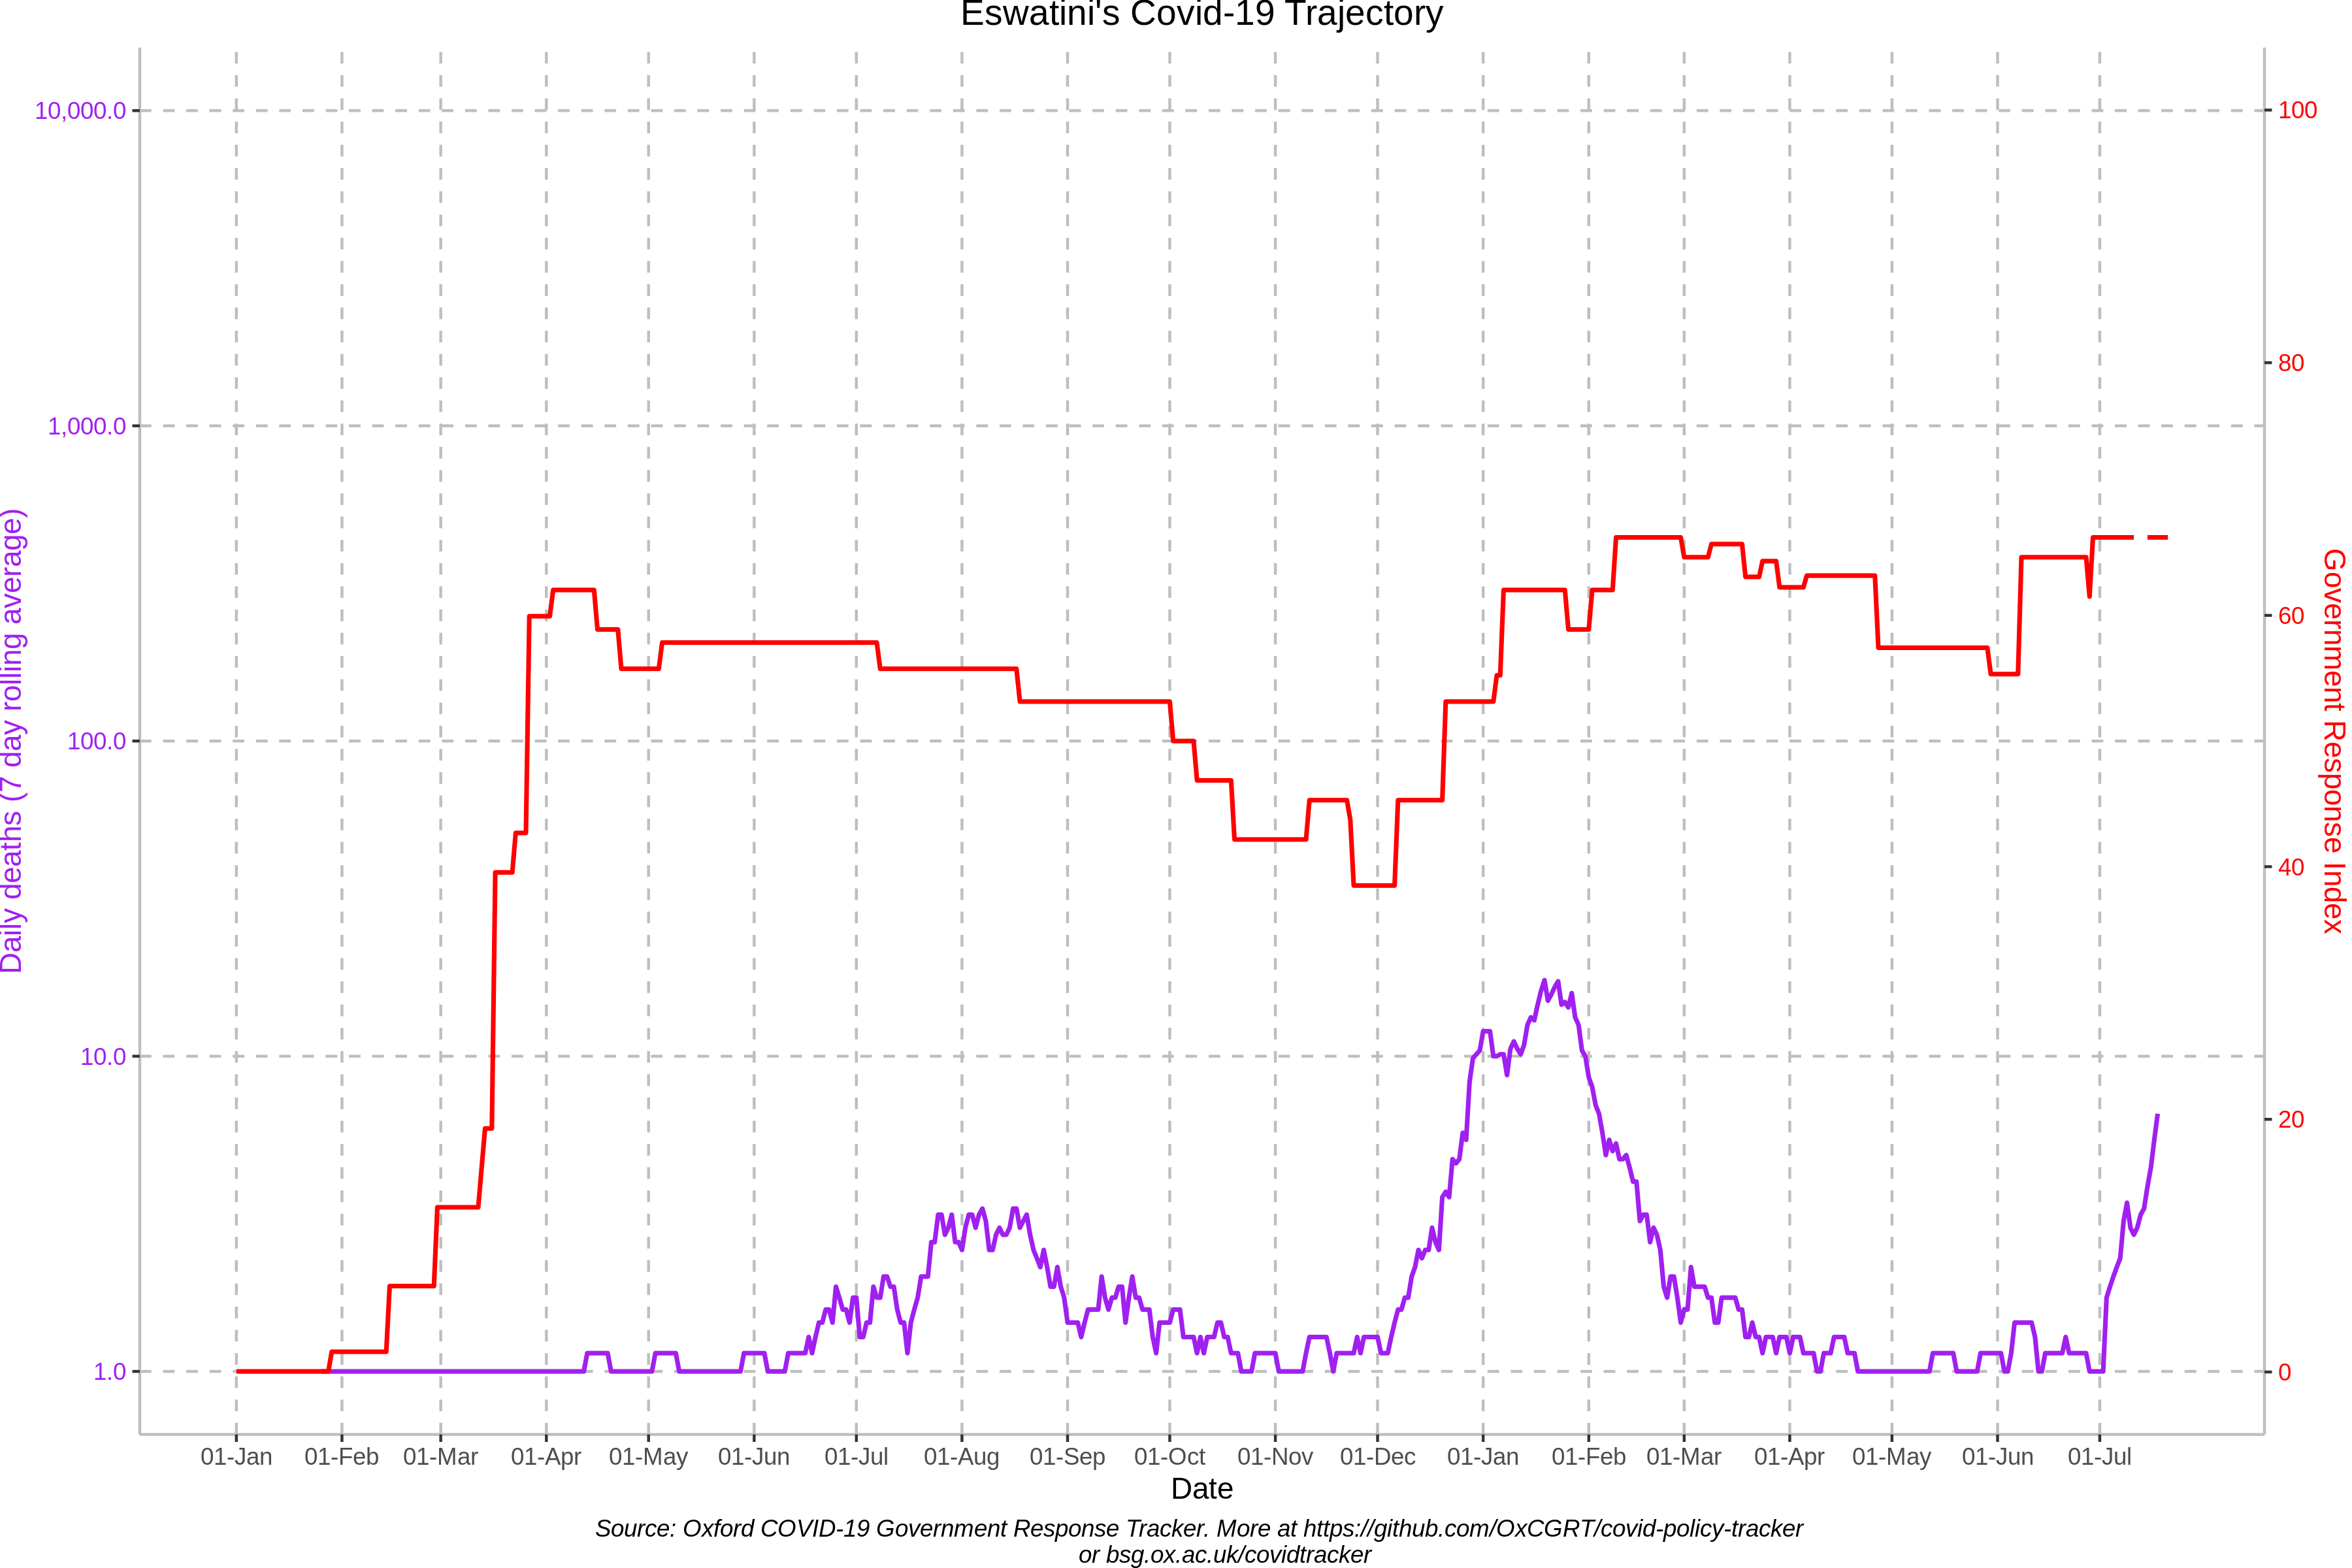 Eswatini's Covid-19 Trajectory
10,000.0
1,000.0
100.0
10.0
1.0
Daily deaths (7 day rolling average)
100
80
60
40
20
0
Government Response Index
01-Jan 01-Feb 01-Mar 01-Apr 01-May 01-Jun 01-Jul 01-Aug 01-Sep 01-Oct 01-Nov 01-Dec 01-Jan 01-Feb 01-Mar 01-Apr 01-May 01-Jun 01-Jul
Date
Source: Oxford COVID-19 Government Response Tracker. More at https://github.com/OxCGRT/covid-policy-tracker
or bsg.ox.ac.uk/covidtracker